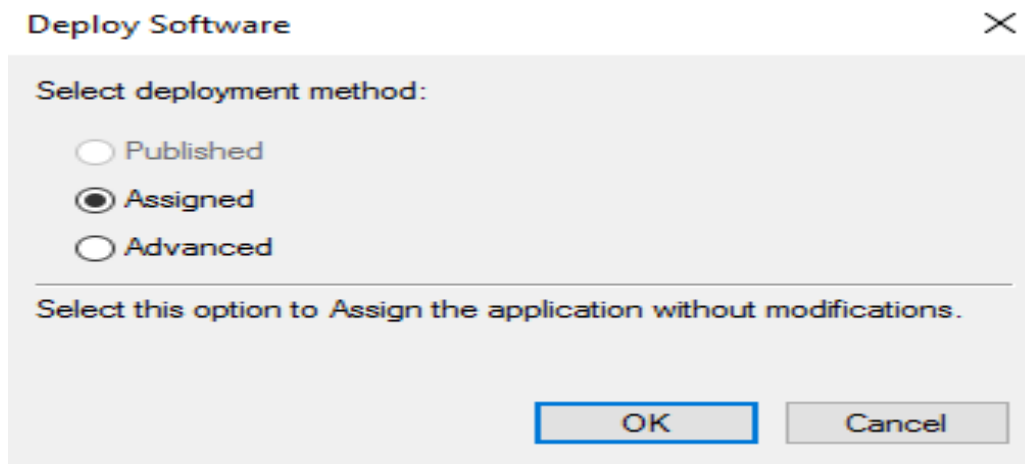 Deploy Software
Select deployment method:
Published
Assigned
Advanced
Select this option to Assign the application without modifications.
OK
Cancel